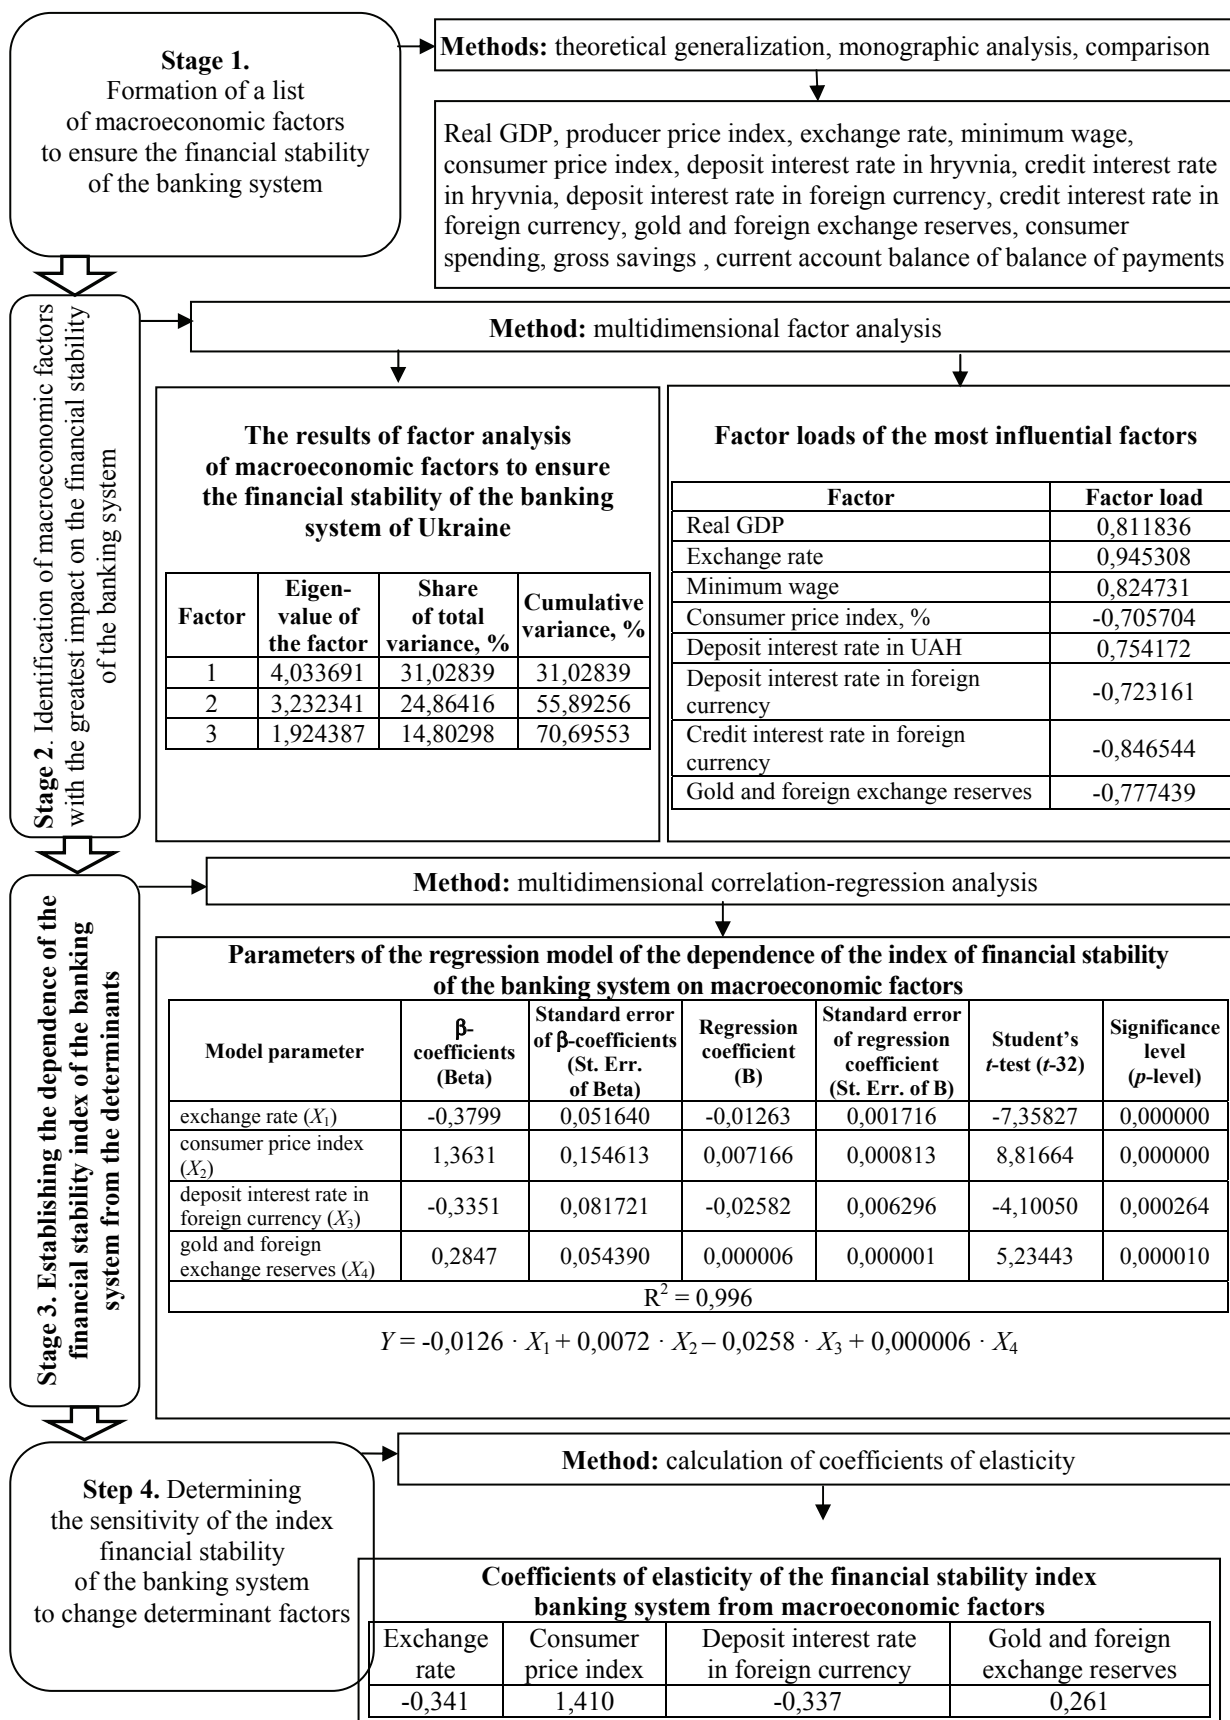 Stage 1.
Formation of a list
of macroeconomic factors
to ensure the financial stability
of the banking system
Methods: theoretical generalization, monographic analysis, comparison
Real GDP, producer price index, exchange rate, minimum wage,
consumer price index, deposit interest rate in hryvnia, credit interest rate
in hryvnia, deposit interest rate in foreign currency, credit interest rate in
foreign currency, gold and foreign exchange reserves, consumer
spending, gross savings , current account balance of balance of payments
Stage 2. Identification of macroeconomic factors
with the greatest impact on the financial stability
of the banking system
Method: multidimensional factor analysis
The results of factor analysis
of macroeconomic factors to ensure
the financial stability of the banking
system of Ukraine
Factor Eigen-value of the factor Share of total variance, % Cumulative variance, %
1 4,033691 31,02839 31,02839
2 3,232341 24,86416 55,89256
3 1,924387 14,80298 70,69553
Factor loads of the most influential factors
Factor Factor load
Real GDP 0,811836
Exchange rate 0,945308
Minimum wage 0,824731
Consumer price index, % -0,705704
Deposit interest rate in UAH 0,754172
Deposit interest rate in foreign
currency -0,723161
Credit interest rate in foreign
currency -0,846544
Gold and foreign exchange reserves -0,777439
Stage 3. Establishing the dependence of the
financial stability index of the banking
system from the determinants
Method: multidimensional correlation-regression analysis
Parameters of the regression model of the dependence of the index of financial stability
of the banking system on macroeconomic factors
Model parameter β-coefficients (Beta) Standard error of β-coefficients (St. Err. of Beta) Regression coefficient (B) Standard error of regression coefficient (St. Err. of B) Student's t-test (t-32) Significance level (p-level)
exchange rate (X1) -0,3799 0,051640 -0,01263 0,001716 -7,35827 0,000000
consumer price index
(X2) 1,3631 0,154613 0,007166 0,000813 8,81664 0,000000
deposit interest rate in
foreign currency (X3) -0,3351 0,081721 -0,02582 0,006296 -4,10050 0,000264
gold and foreign
exchange reserves (X4) 0,2847 0,054390 0,000006 0,000001 5,23443 0,000010
R² = 0,996
Y = -0,0126 · X1 + 0,0072 · X2 – 0,0258 · X3 + 0,000006 · X4
Step 4. Determining
the sensitivity of the index
financial stability
of the banking system
to change determinant factors
Method: calculation of coefficients of elasticity
Coefficients of elasticity of the financial stability index
banking system from macroeconomic factors
Exchange rate Consumer price index Deposit interest rate in foreign currency Gold and foreign exchange reserves
-0,341 1,410 -0,337 0,261